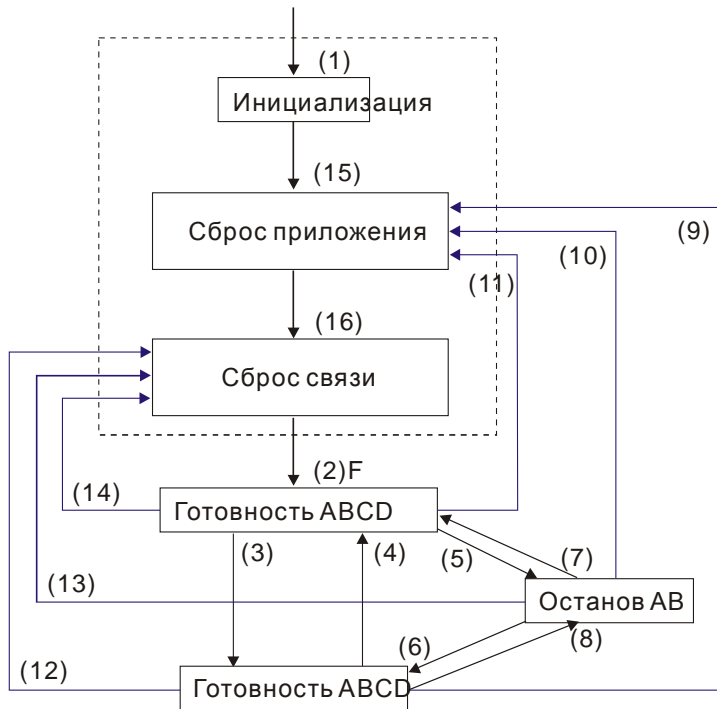 (1)
Инициализация
(15)
Сброс приложения
(9)
(10)
(11)
(16)
Сброс связи
(2)F
(14)
Готовность ABCD
(3)
(4)
(5)
(7)
(13)
Останов AB
(6)
(8)
(12)
Готовность ABCD